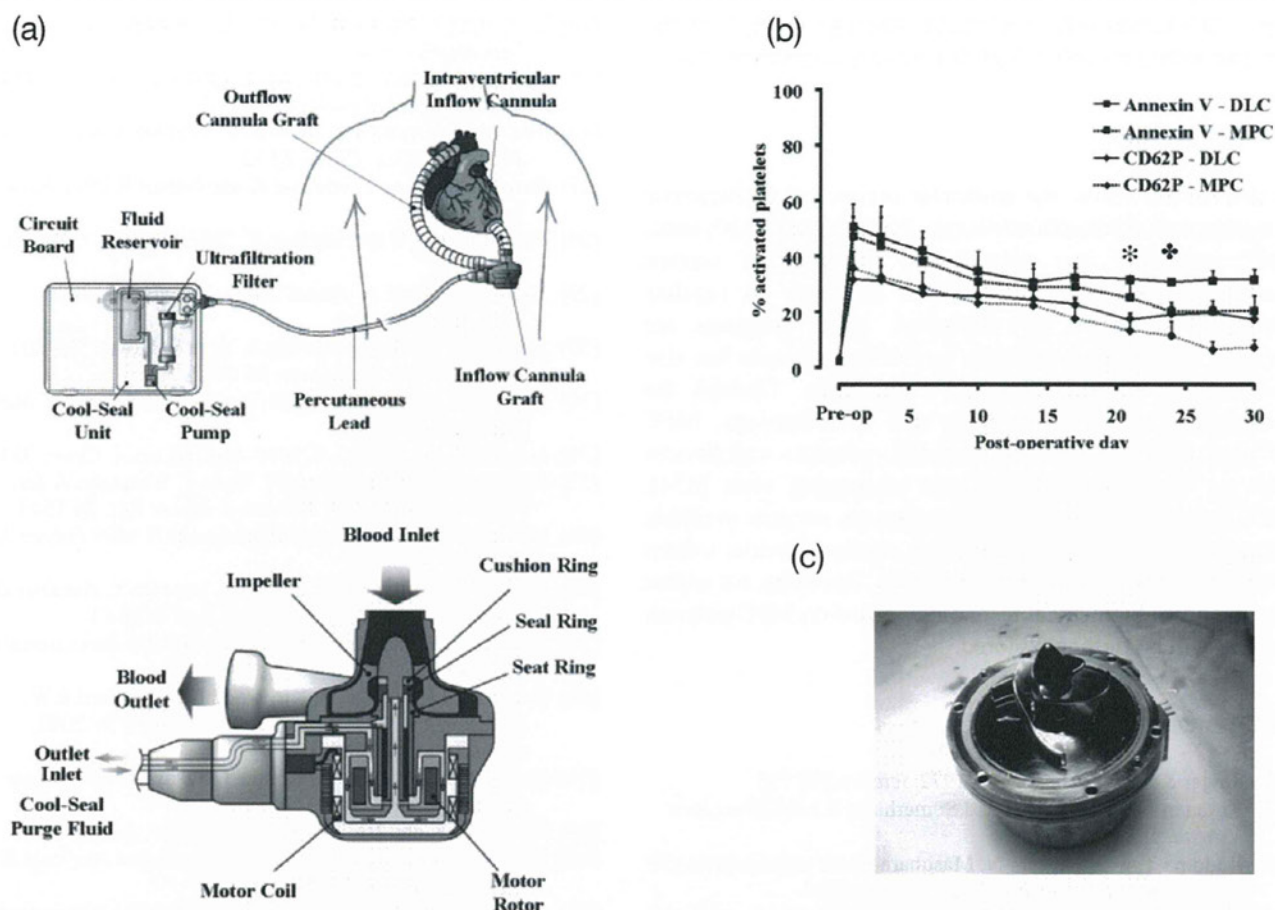 (a)
Outflow
Cannula Graft
Intraventricular
Inflow Cannula
Circuit
Board
Fluid
Reservoir
Ultrafiltration
Filter
Cool-Seal
Unit
Cool-Seal
Pump
Percutaneous
Lead
Inflow Cannula
Graft
Blood Inlet
Impeller
Cushion Ring
Seal Ring
Seat Ring
Blood
Outlet
Outlet
Inlet
Cool-Seal
Purge Fluid
Motor Coil
Motor
Rotor
(b)
% activated platelets
100
80
60
40
20
0
Annexin V - DLC
Annexin V - MPC
CD62P - DLC
CD62P - MPC
*
✤
Pre-op 5 10 15 20 25 30
Post-operative day
(c)